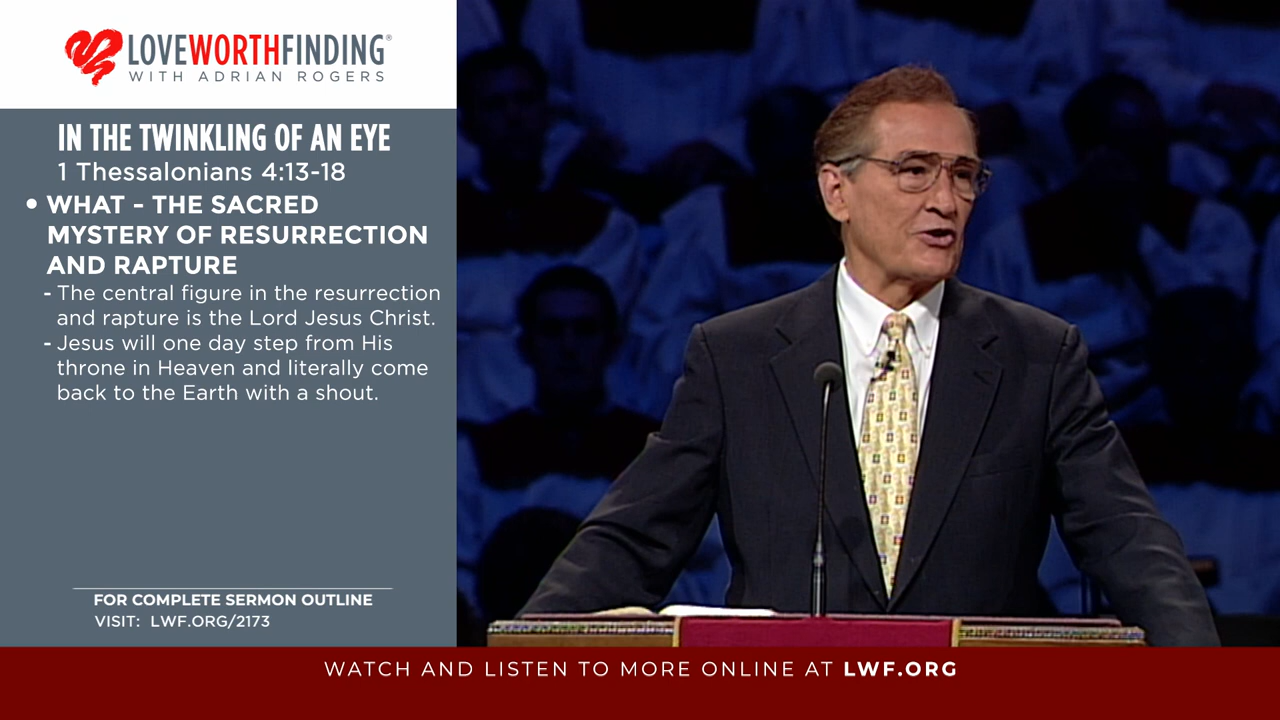 LOVEWORTHFINDING®
WITH ADRIAN ROGERS
IN THE TWINKLING OF AN EYE
1 Thessalonians 4:13-18
• WHAT - THE SACRED
MYSTERY OF RESURRECTION
AND RAPTURE
- The central figure in the resurrection
and rapture is the Lord Jesus Christ.
- Jesus will one day step from His
throne in Heaven and literally come
back to the Earth with a shout.
FOR COMPLETE SERMON OUTLINE
VISIT: LWF.ORG/2173
WATCH AND LISTEN TO MORE ONLINE AT LWF.ORG